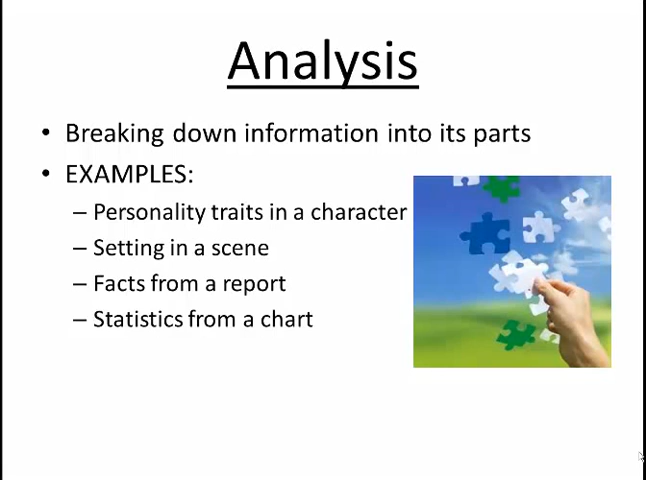 Analysis
• Breaking down information into its parts
• EXAMPLES:
– Personality traits in a character
– Setting in a scene
– Facts from a report
– Statistics from a chart